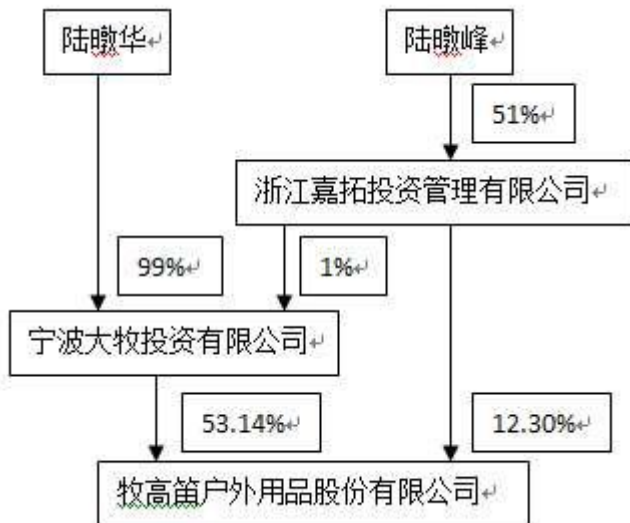 陆暾华
陆暾峰
51%
浙江嘉拓投资管理有限公司
99%
1%
宁波大牧投资有限公司
53.14%
12.30%
牧高笛户外用品股份有限公司